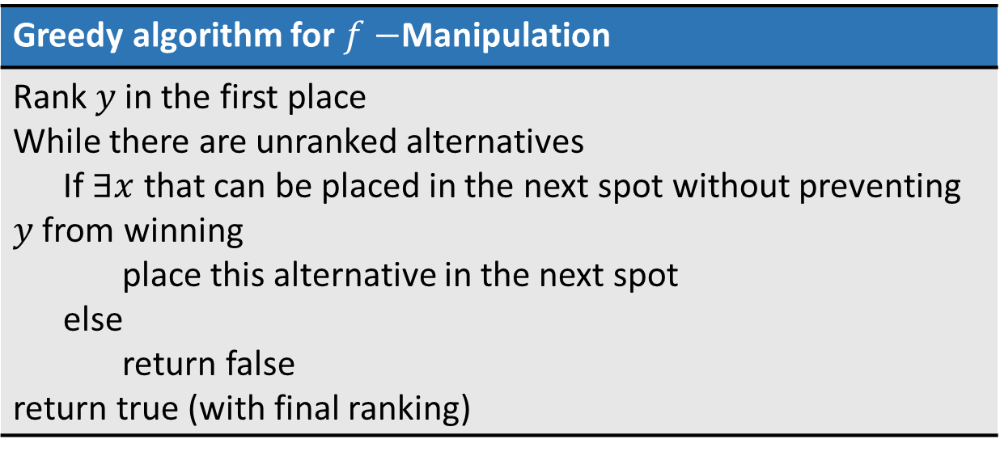 Greedy algorithm for f −Manipulation
Rank y in the first place
While there are unranked alternatives
If ∃x that can be placed in the next spot without preventing
y from winning
place this alternative in the next spot
else
return false
return true (with final ranking)